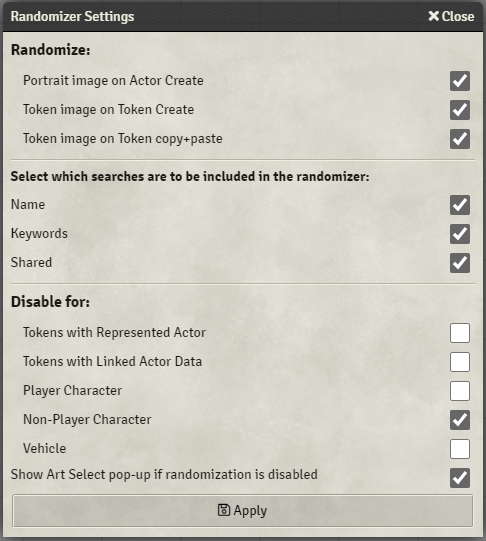 Randomizer Settings
Close
Randomize:
Portrait image on Actor Create
Token image on Token Create
Token image on Token copy+paste
Select which searches are to be included in the randomizer:
Name
Keywords
Shared
Disable for:
Tokens with Represented Actor
Tokens with Linked Actor Data
Player Character
Non-Player Character
Vehicle
Show Art Select pop-up if randomization is disabled
Apply